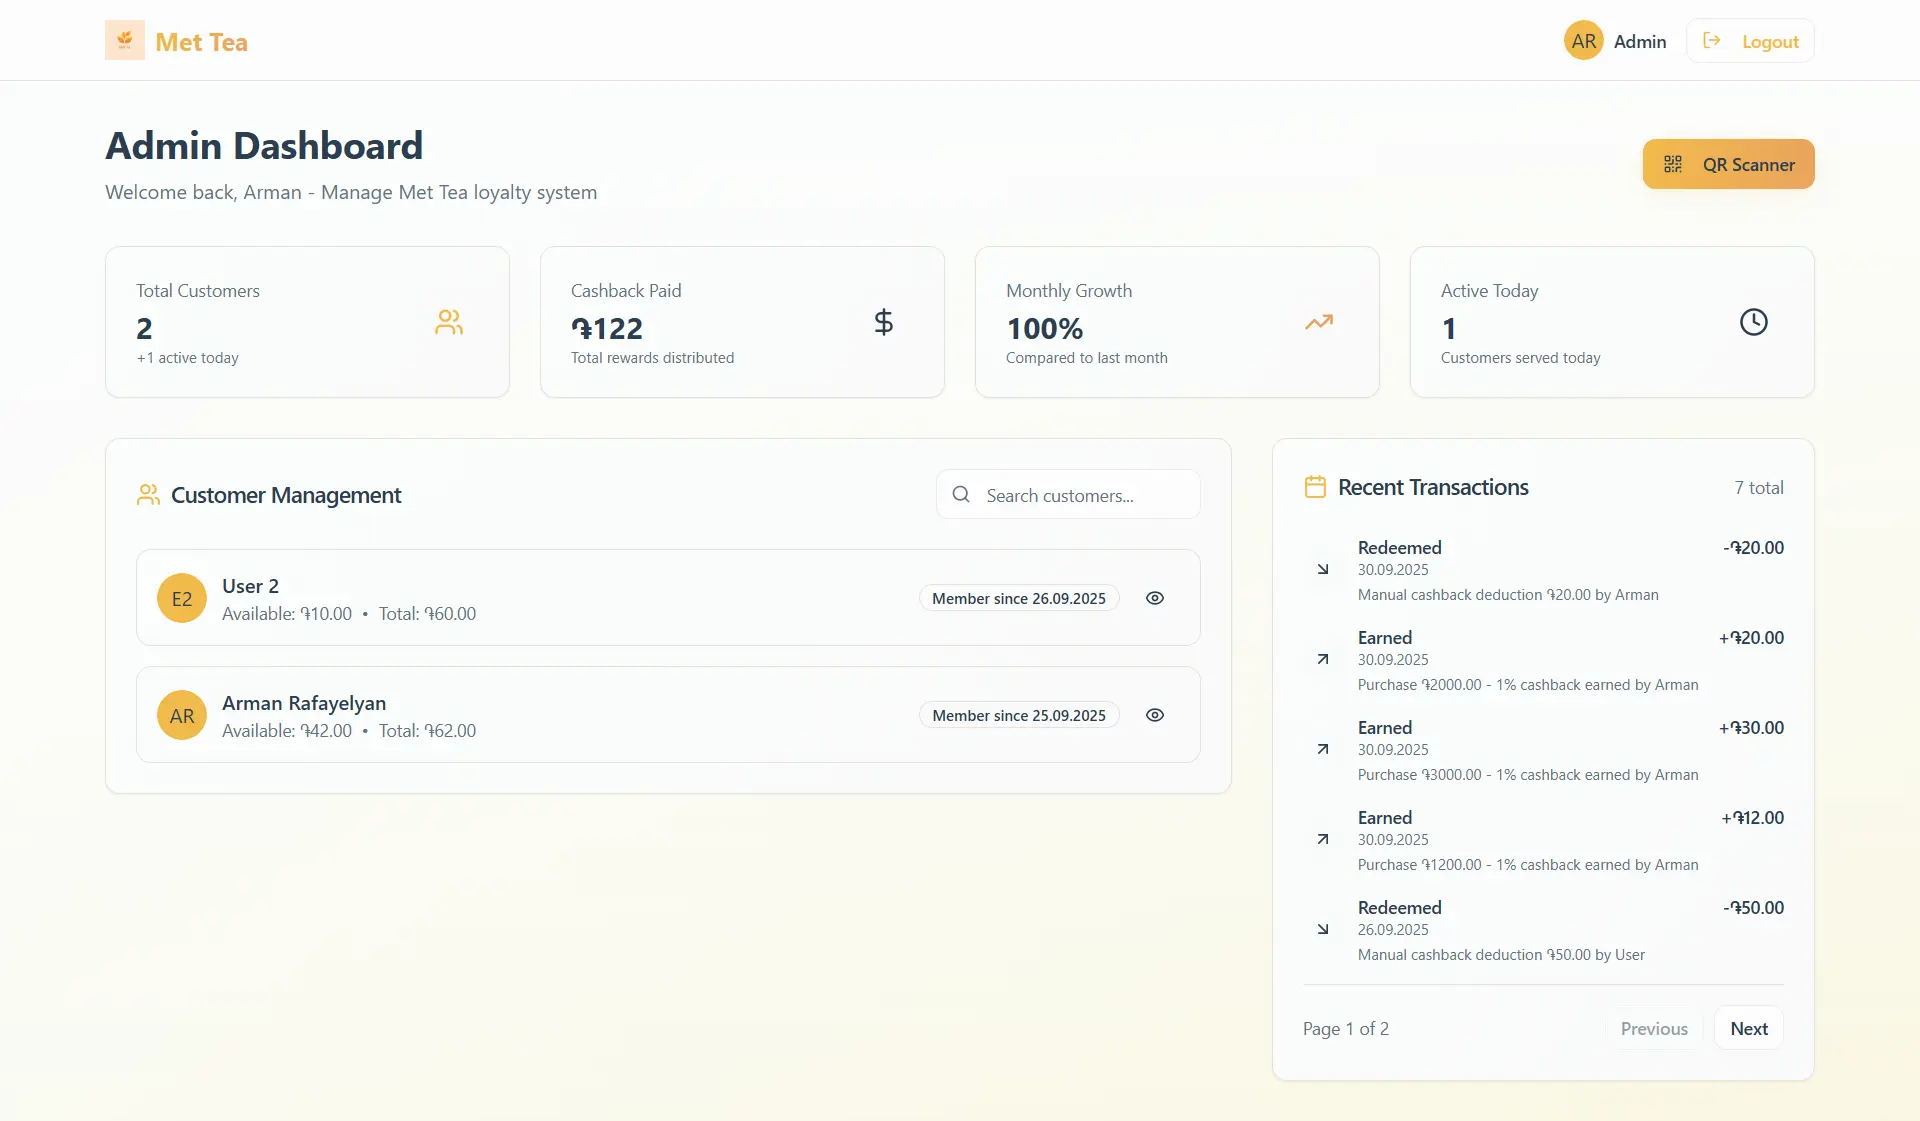 Met Tea
AR Admin Logout
Admin Dashboard
Welcome back, Arman - Manage Met Tea loyalty system
QR Scanner
Total Customers
2
+1 active today
Cashback Paid
֏122
Total rewards distributed
Monthly Growth
100%
Compared to last month
Active Today
1
Customers served today
Customer Management
Search customers...
E2
User 2
Available: ֏10.00 • Total: ֏60.00
Member since 26.09.2025
AR
Arman Rafayelyan
Available: ֏42.00 • Total: ֏62.00
Member since 25.09.2025
Recent Transactions
7 total
Redeemed -֏20.00
30.09.2025
Manual cashback deduction ֏20.00 by Arman
Earned +֏20.00
30.09.2025
Purchase ֏2000.00 - 1% cashback earned by Arman
Earned +֏30.00
30.09.2025
Purchase ֏3000.00 - 1% cashback earned by Arman
Earned +֏12.00
30.09.2025
Purchase ֏1200.00 - 1% cashback earned by Arman
Redeemed -֏50.00
26.09.2025
Manual cashback deduction ֏50.00 by User
Page 1 of 2 Previous Next